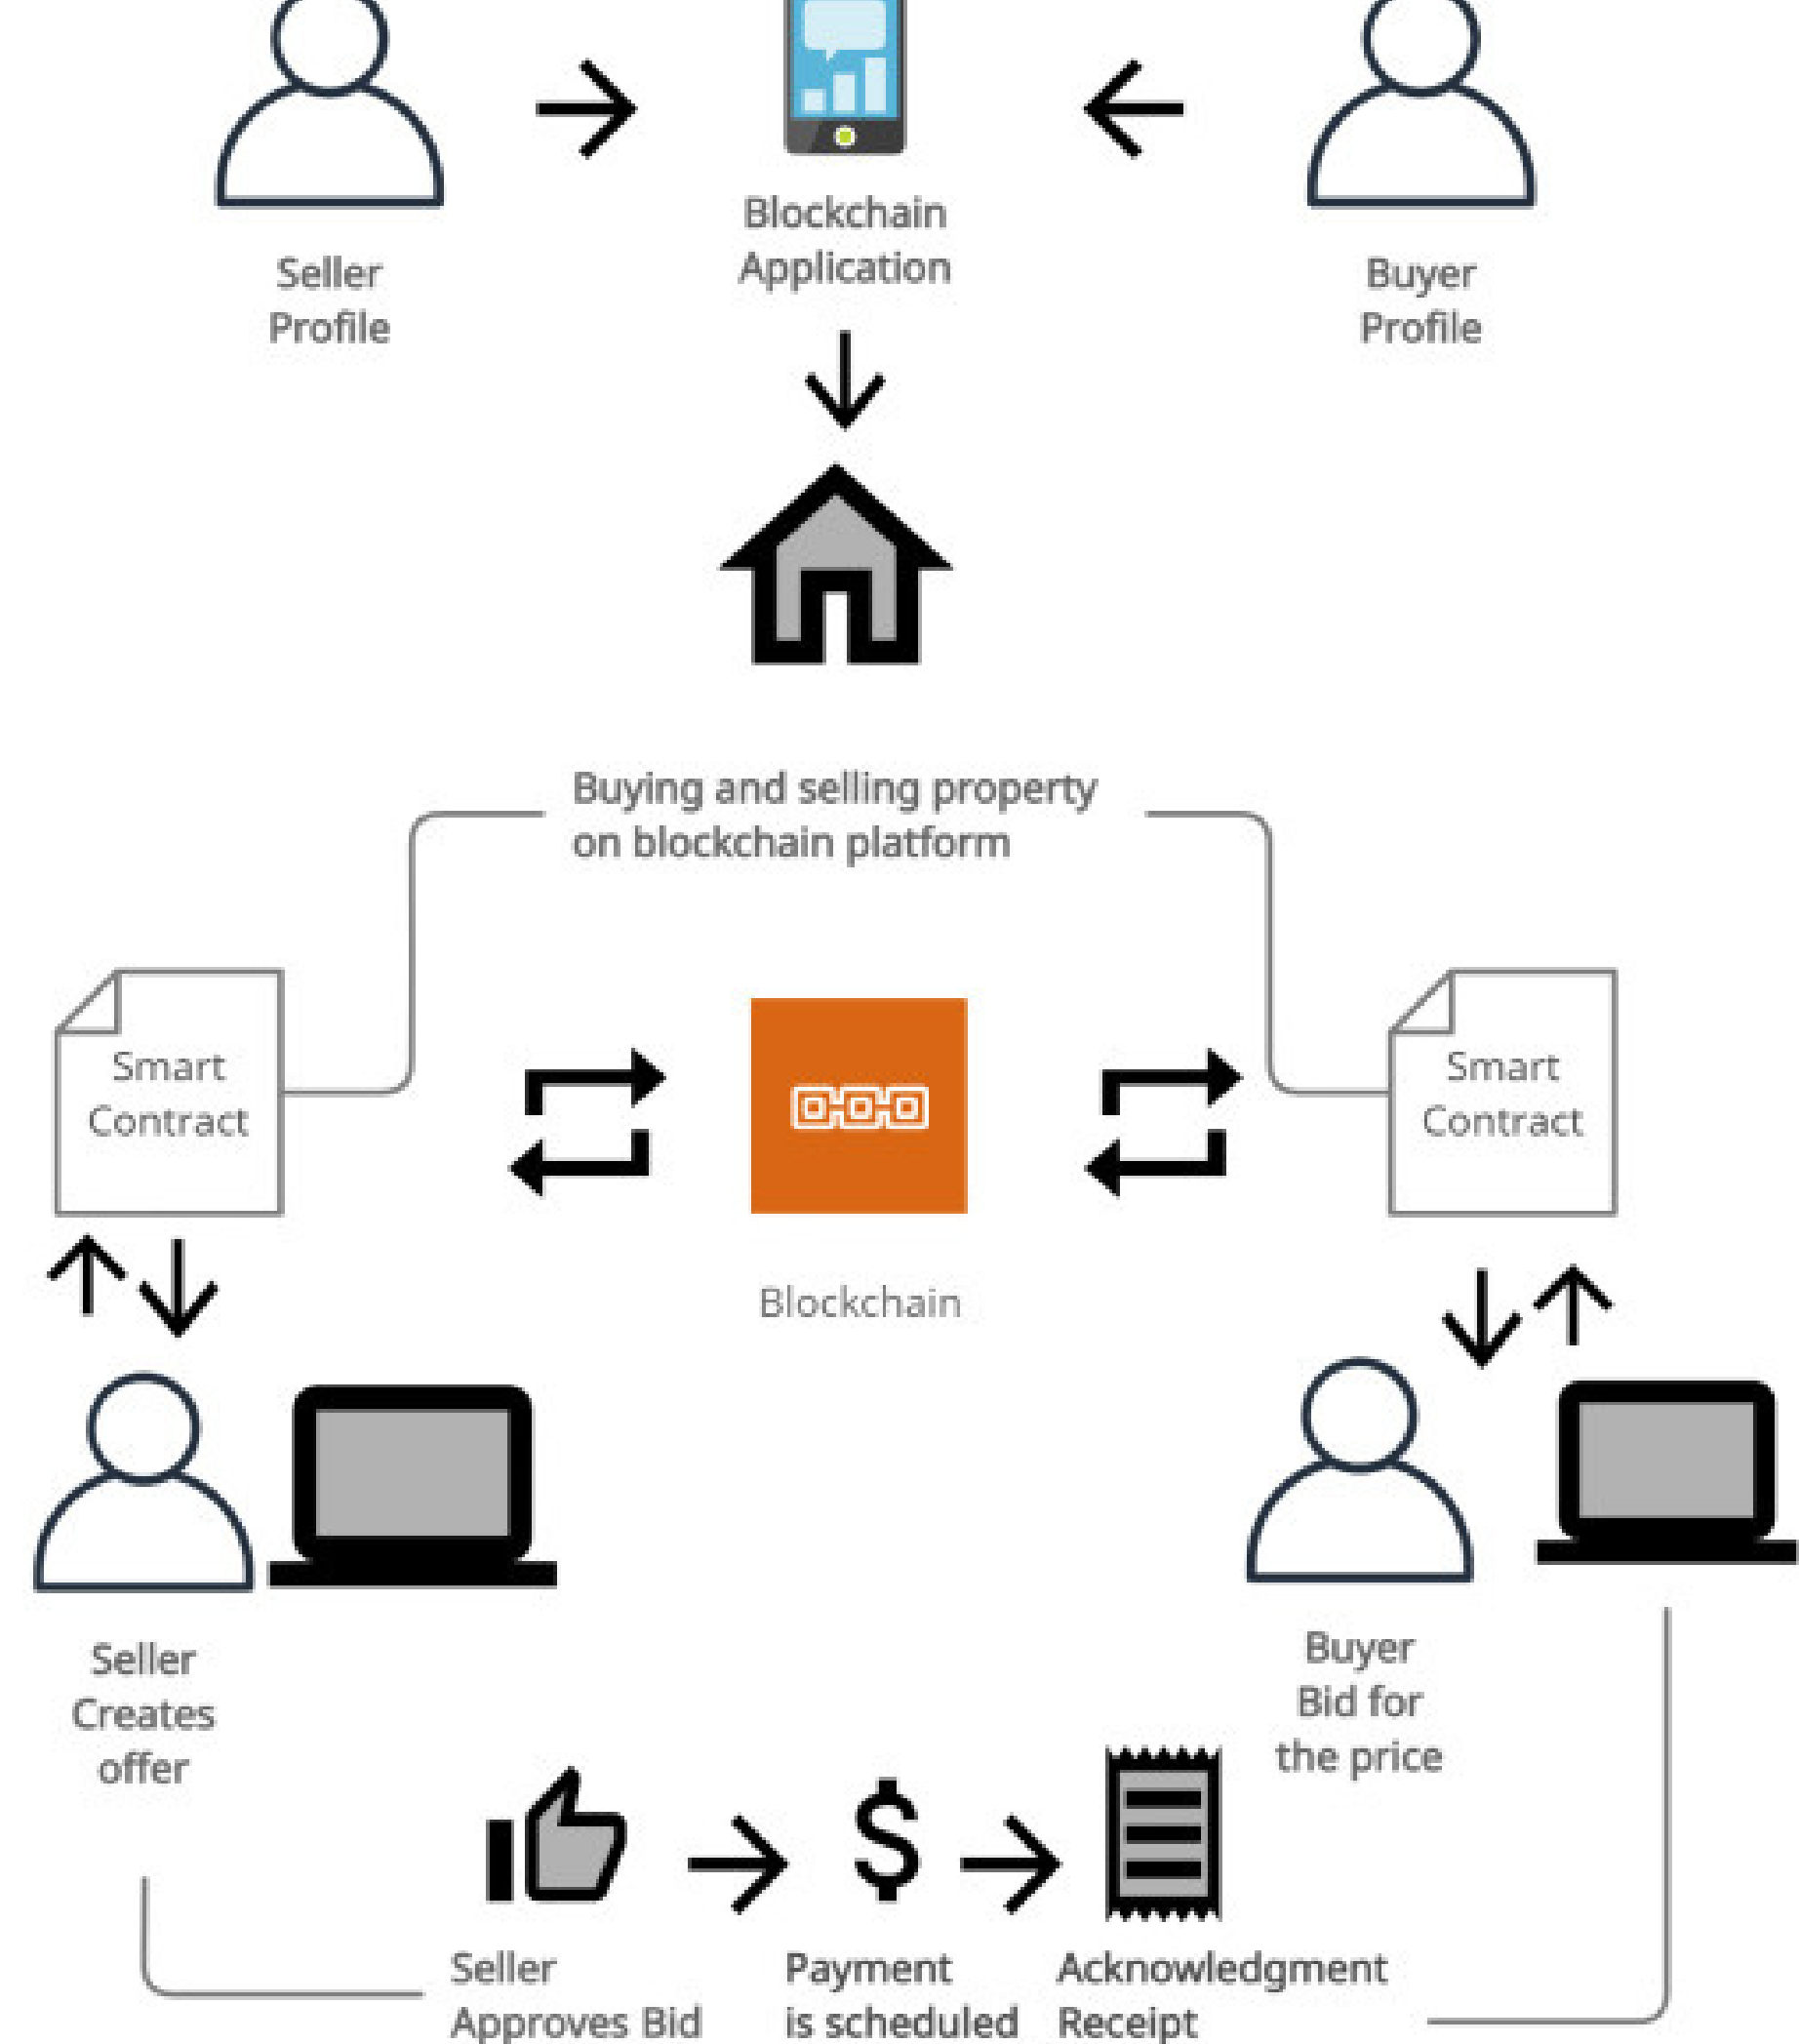 Blockchain
Application
Seller
Profile
Buyer
Profile
Buying and selling property
on blockchain platform
Smart
Contract
Smart
Contract
Blockchain
Seller
Creates
offer
Buyer
Bid for
the price
Seller
Approves Bid
Payment
is scheduled
Acknowledgment
Receipt